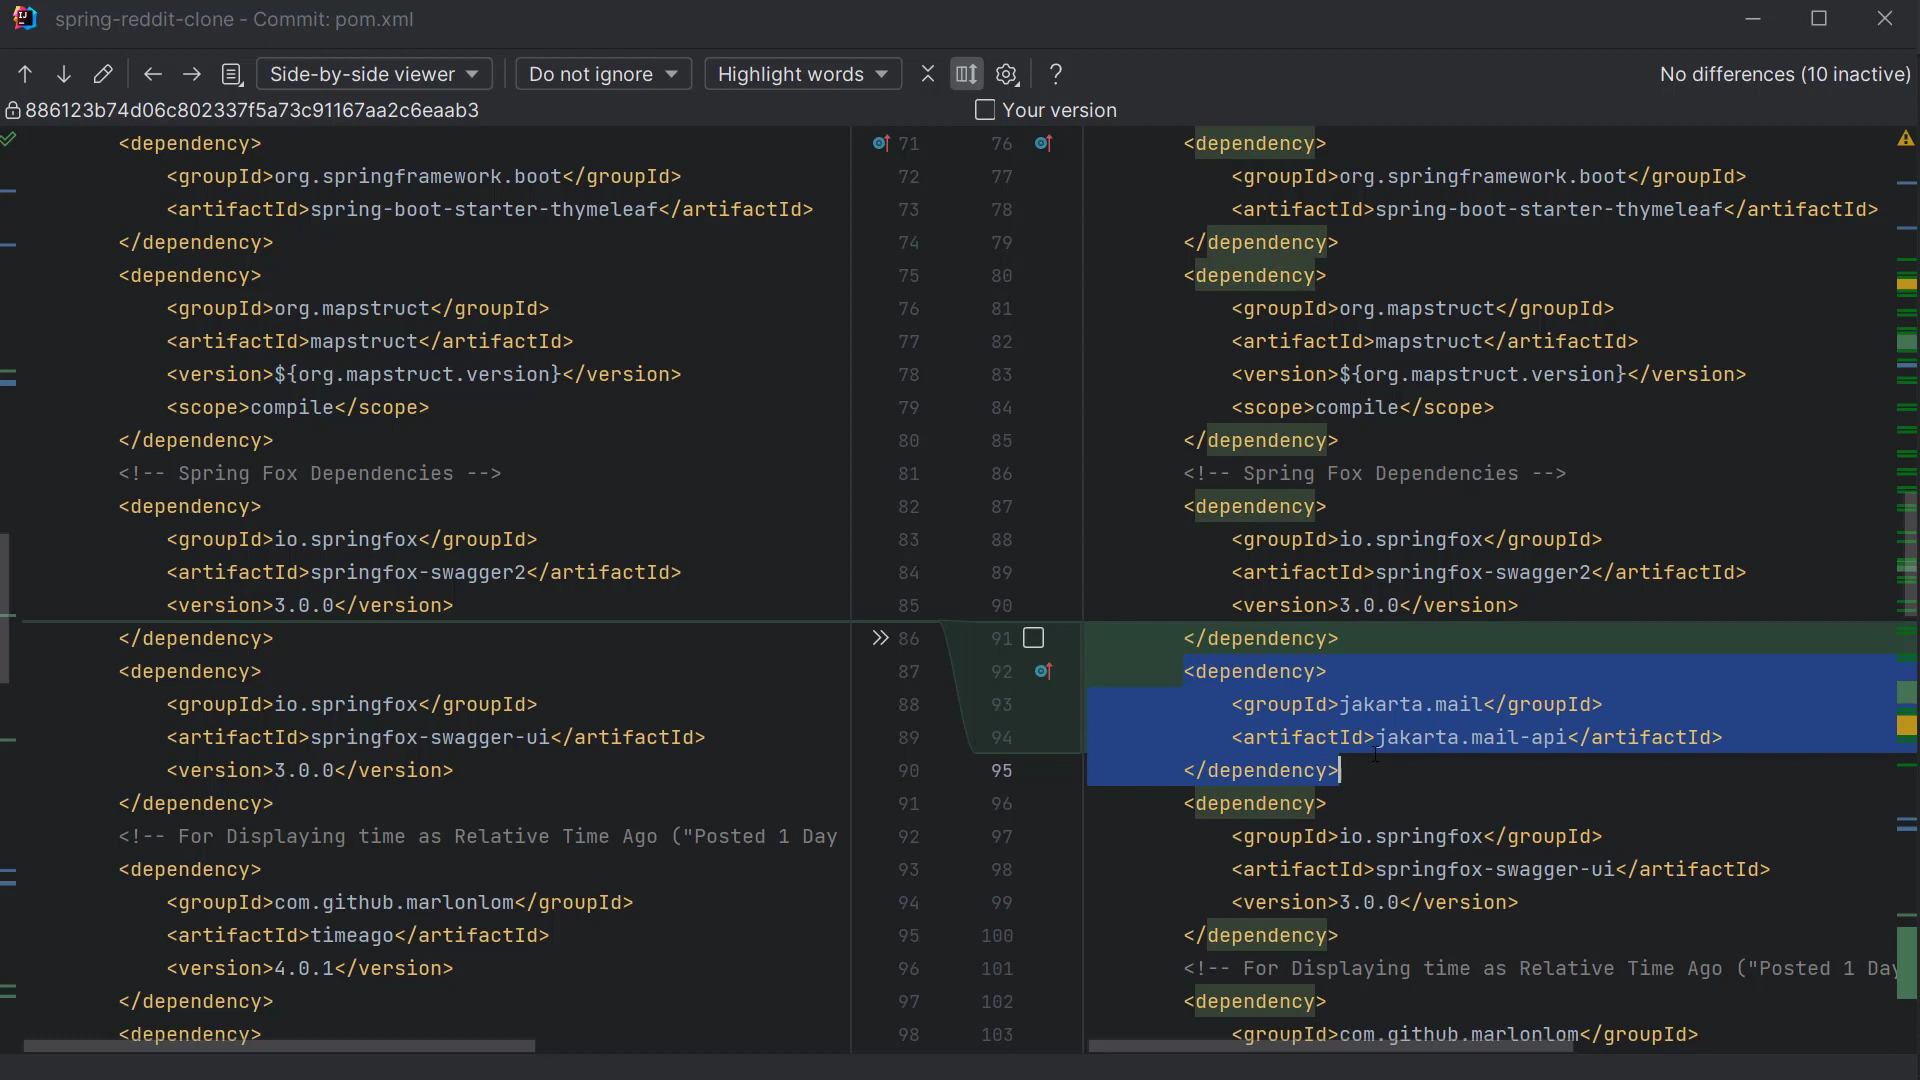 spring-reddit-clone - Commit: pom.xml
Side-by-side viewer
Do not ignore
Highlight words
?
No differences (10 inactive)
886123b74d06c802337f5a73c91167aa2c6eaab3
Your version
<dependency>
<groupId>org.springframework.boot</groupId>
<artifactId>spring-boot-starter-thymeleaf</artifactId>
</dependency>
<dependency>
<groupId>org.mapstruct</groupId>
<artifactId>mapstruct</artifactId>
<version>${org.mapstruct.version}</version>
<scope>compile</scope>
</dependency>
<!-- Spring Fox Dependencies -->
<dependency>
<groupId>io.springfox</groupId>
<artifactId>springfox-swagger2</artifactId>
<version>3.0.0</version>
</dependency>
<dependency>
<groupId>io.springfox</groupId>
<artifactId>springfox-swagger-ui</artifactId>
<version>3.0.0</version>
</dependency>
<!-- For Displaying time as Relative Time Ago ("Posted 1 Day
<dependency>
<groupId>com.github.marlonlom</groupId>
<artifactId>timeago</artifactId>
<version>4.0.1</version>
</dependency>
<dependency>
71 76
72 77
73 78
74 79
75 80
76 81
77 82
78 83
79 84
80 85
81 86
82 87
83 88
84 89
85 90
86 91
87 92
88 93
89 94
90 95
91 96
92 97
93 98
94 99
95 100
96 101
97 102
98 103
<dependency>
<groupId>org.springframework.boot</groupId>
<artifactId>spring-boot-starter-thymeleaf</artifactId>
</dependency>
<dependency>
<groupId>org.mapstruct</groupId>
<artifactId>mapstruct</artifactId>
<version>${org.mapstruct.version}</version>
<scope>compile</scope>
</dependency>
<!-- Spring Fox Dependencies -->
<dependency>
<groupId>io.springfox</groupId>
<artifactId>springfox-swagger2</artifactId>
<version>3.0.0</version>
</dependency>
<dependency>
<groupId>jakarta.mail</groupId>
<artifactId>jakarta.mail-api</artifactId>
</dependency>
<dependency>
<groupId>io.springfox</groupId>
<artifactId>springfox-swagger-ui</artifactId>
<version>3.0.0</version>
</dependency>
<!-- For Displaying time as Relative Time Ago ("Posted 1 Day
<dependency>
<groupId>com.github.marlonlom</groupId>